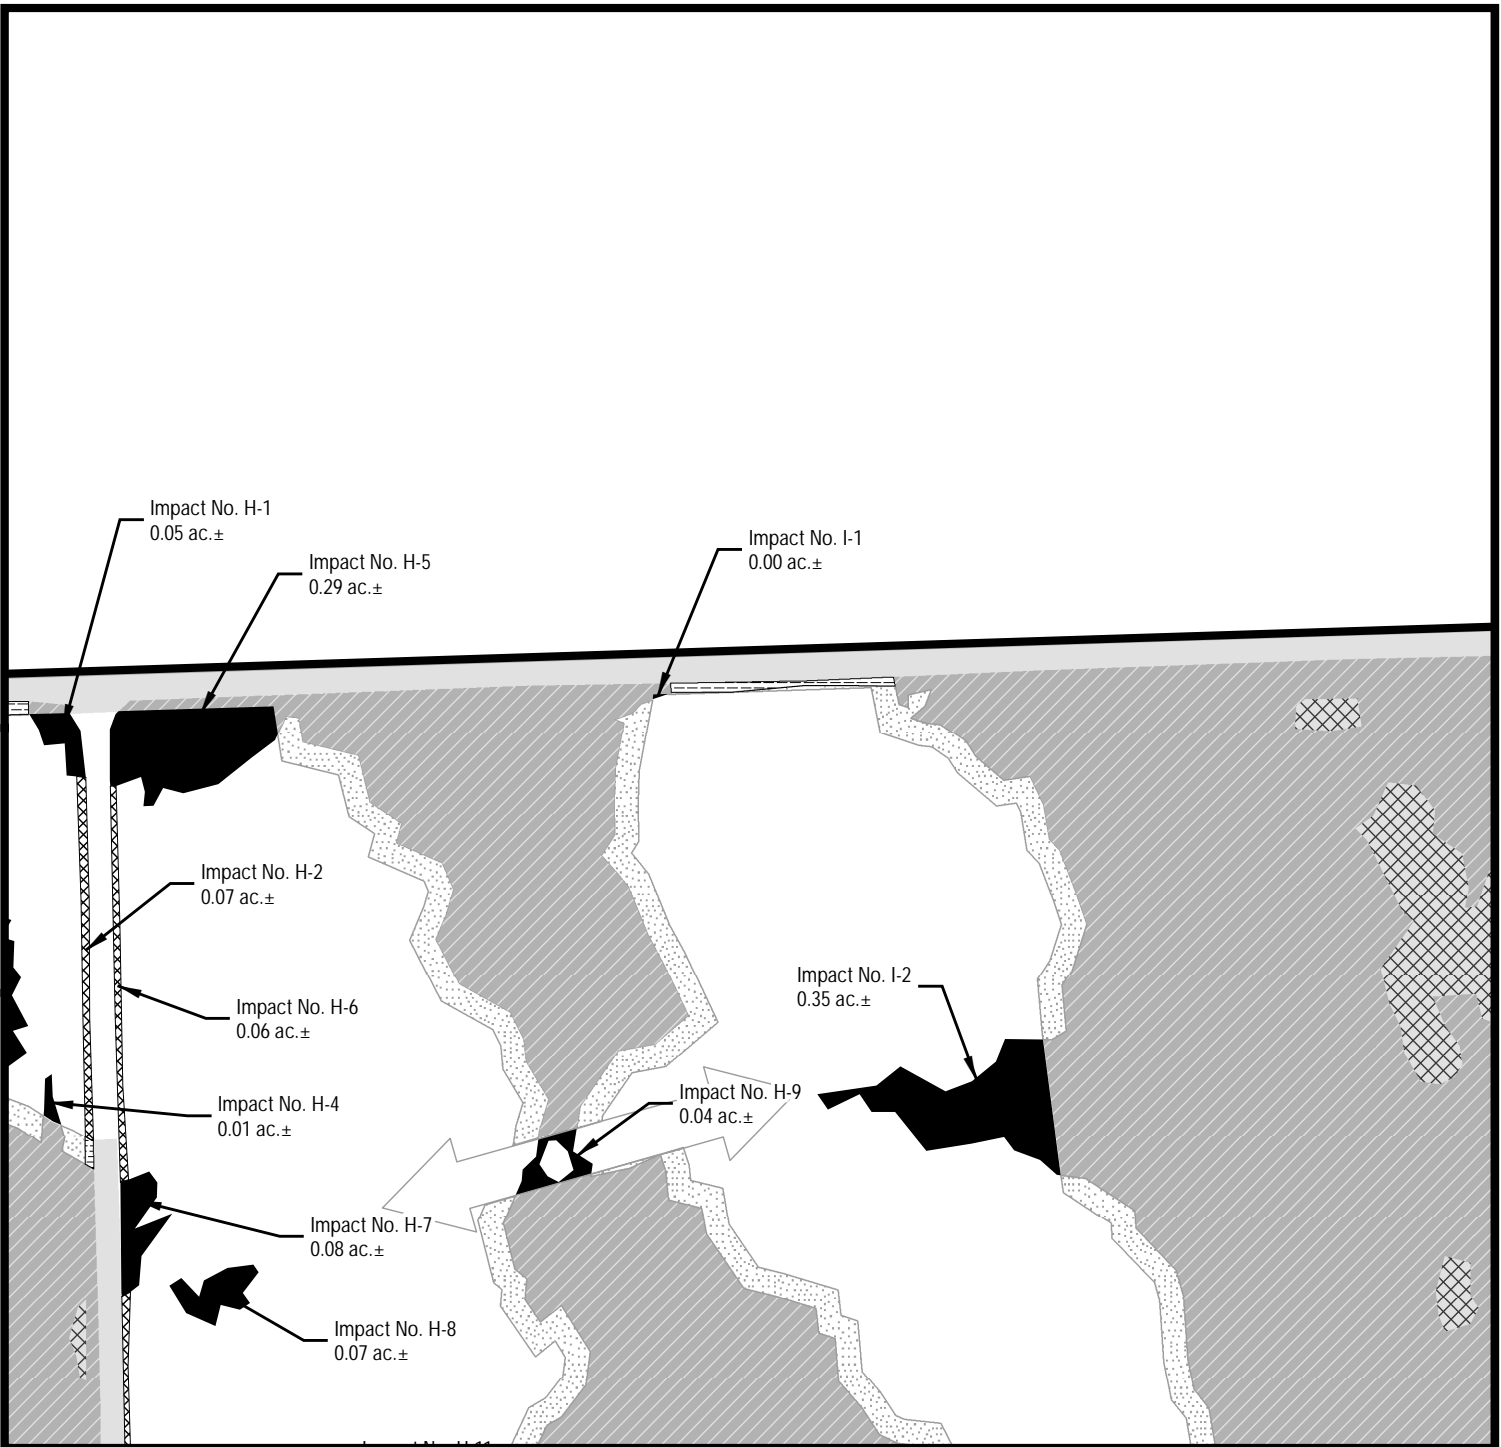 Impact No. H-1
0.05 ac.±
Impact No. H-5
0.29 ac.±
Impact No. I-1
0.00 ac.±
Impact No. H-2
0.07 ac.±
Impact No. I-2
0.35 ac.±
Impact No. H-6
0.06 ac.±
Impact No. H-9
0.04 ac.±
Impact No. H-4
0.01 ac.±
Impact No. H-7
0.08 ac.±
Impact No. H-8
0.07 ac.±